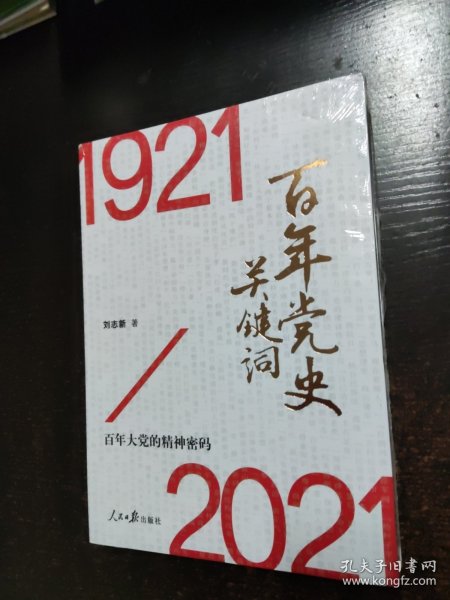 1921
百年党史
关键词
刘志新 著
百年大党的精神密码
2021
人民日报出版社
孔夫子旧书网
www.kongfz.com